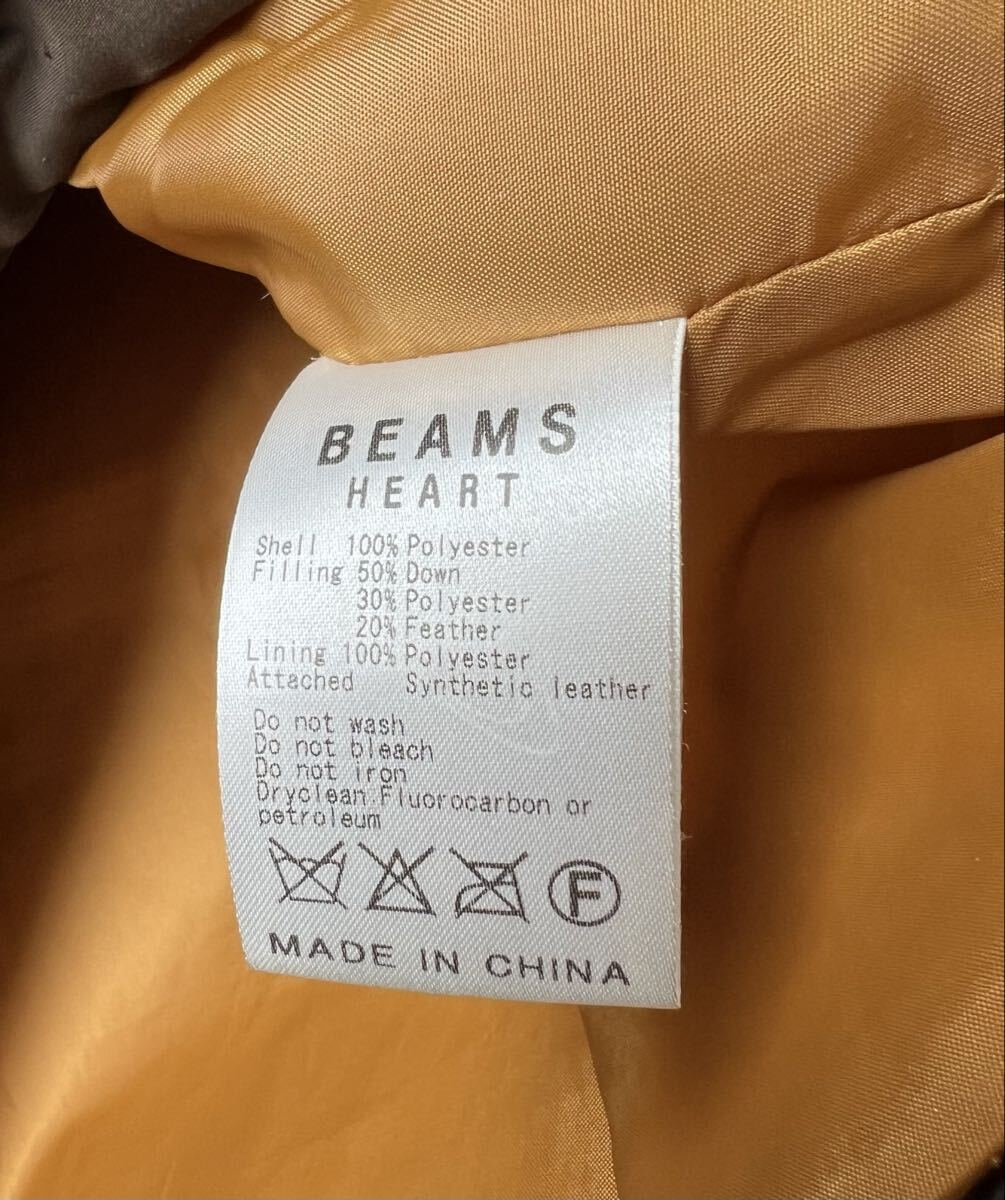 BEAMS
HEART
Shell 100% Polyester
Filling 50% Down
30% Polyester
20% Feather
Lining 100% Polyester
Attached Synthetic leather
Do not wash
Do not bleach
Do not iron
Dryclean Fluorocarbon or
petroleum
F
MADE IN CHINA